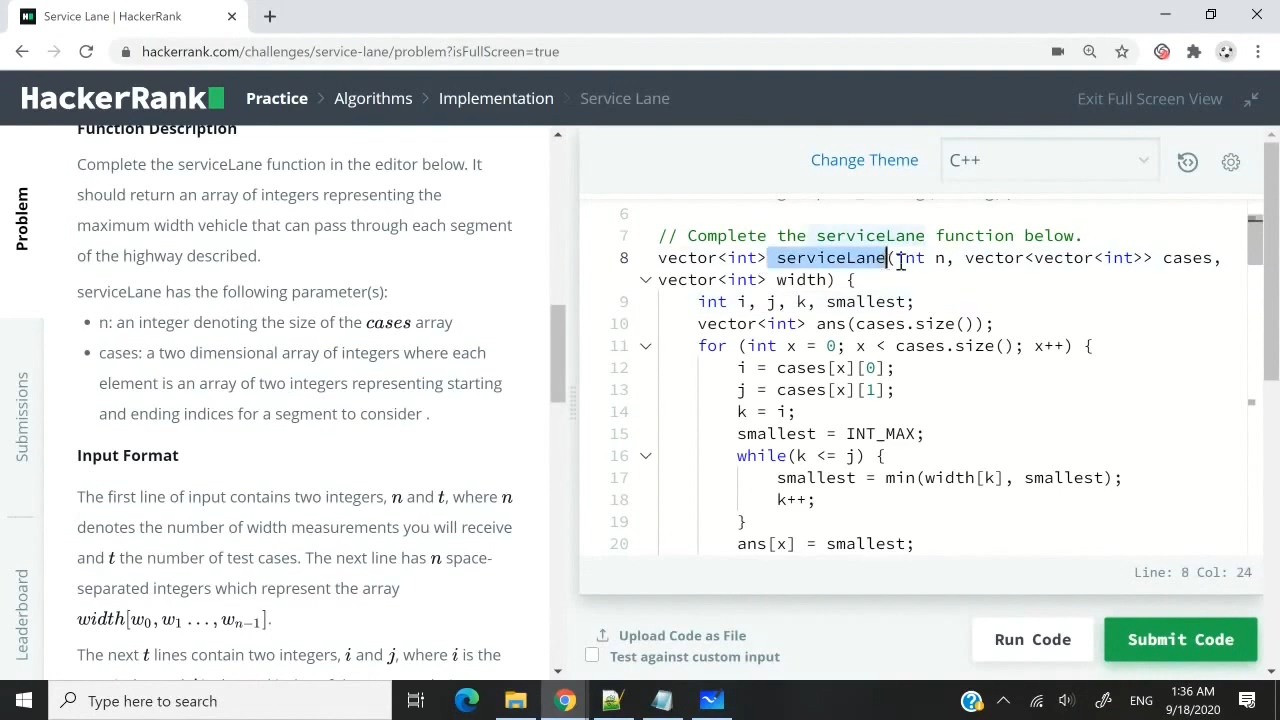 Service Lane | HackerRank
hackerrank.com/challenges/service-lane/problem?isFullScreen=true
HackerRank
Practice > Algorithms > Implementation > Service Lane
Exit Full Screen View
Problem
Submissions
Leaderboard
Function Description
Complete the serviceLane function in the editor below. It
should return an array of integers representing the
maximum width vehicle that can pass through each segment
of the highway described.
serviceLane has the following parameter(s):
• n: an integer denoting the size of the cases array
• cases: a two dimensional array of integers where each
element is an array of two integers representing starting
and ending indices for a segment to consider .
Input Format
The first line of input contains two integers, n and t, where n
denotes the number of width measurements you will receive
and t the number of test cases. The next line has n space-
separated integers which represent the array
width[w0, w1 ..., wn−1].
The next t lines contain two integers, i and j, where i is the
Change Theme
C++
6
7 // Complete the serviceLane function below.
8 vector<int> serviceLane(int n, vector<vector<int>> cases,
vector<int> width) {
9 int i, j, k, smallest;
10 vector<int> ans(cases.size());
11 for (int x = 0; x < cases.size(); x++) {
12 i = cases[x][0];
13 j = cases[x][1];
14 k = i;
15 smallest = INT_MAX;
16 while(k <= j) {
17 smallest = min(width[k], smallest);
18 k++;
19 }
20 ans[x] = smallest;
Line: 8 Col: 24
Upload Code as File
Test against custom input
Run Code
Submit Code
Type here to search
ENG
1:36 AM
9/18/2020